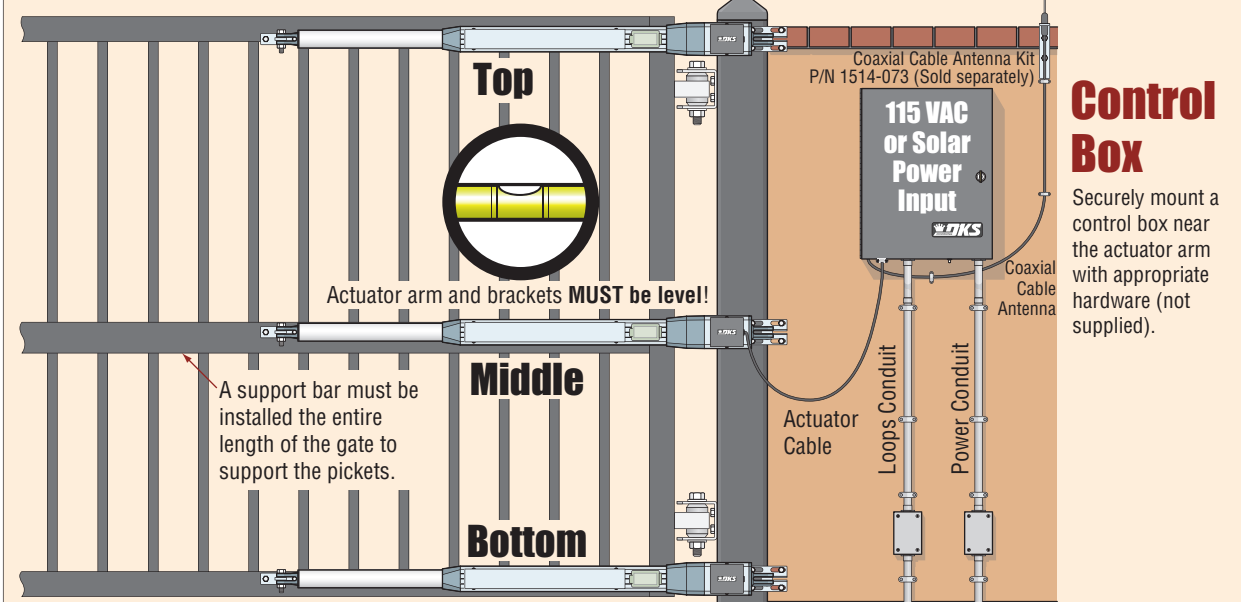 DKS
Top
Coaxial Cable Antenna Kit
P/N 1514-073 (Sold separately)
115 VAC
or Solar
Power
Input
DKS
Control
Box
Securely mount a
control box near
the actuator arm
with appropriate
hardware (not
supplied).
Coaxial
Cable
Antenna
Actuator arm and brackets MUST be level!
DKS
Middle
A support bar must be
installed the entire
length of the gate to
support the pickets.
Actuator
Cable
Loops Conduit
Power Conduit
Bottom
DKS